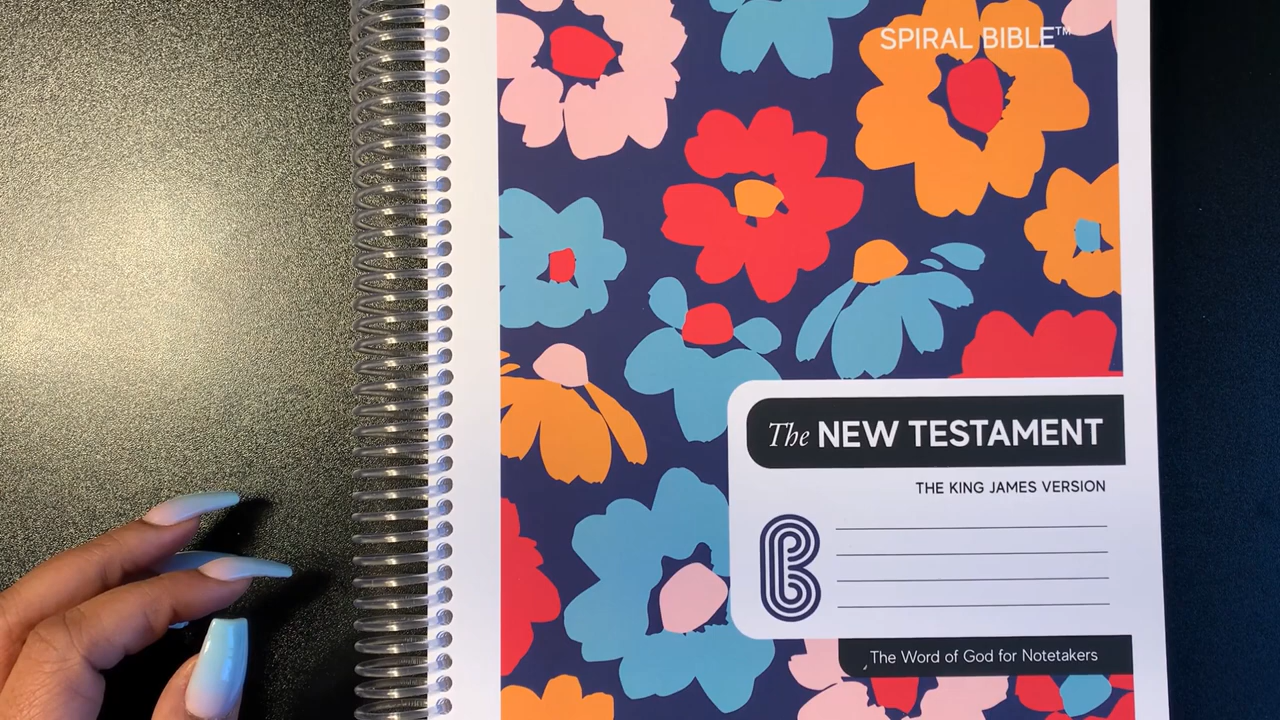 SPIRAL BIBLE™
The NEW TESTAMENT
THE KING JAMES VERSION
B
The Word of God for Notetakers